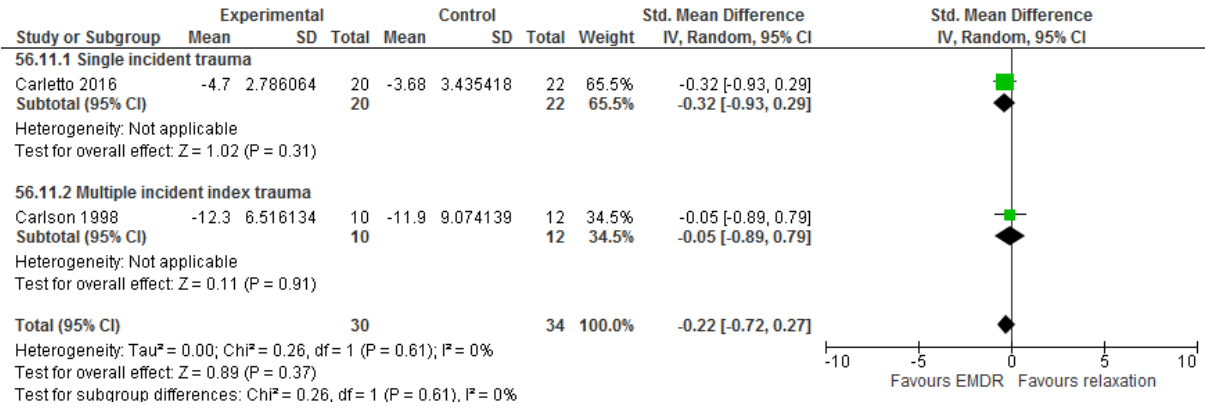 Experimental Control Std. Mean Difference Std. Mean Difference
Study or Subgroup Mean SD Total Mean SD Total Weight IV, Random, 95% CI IV, Random, 95% CI
56.11.1 Single incident trauma
Carletto 2016 -4.7 2.786064 20 -3.68 3.435418 22 65.5% -0.32 [-0.93, 0.29]
Subtotal (95% CI) 20 22 65.5% -0.32 [-0.93, 0.29]
Heterogeneity: Not applicable
Test for overall effect: Z = 1.02 (P = 0.31)
56.11.2 Multiple incident index trauma
Carlson 1998 -12.3 6.516134 10 -11.9 9.074139 12 34.5% -0.05 [-0.89, 0.79]
Subtotal (95% CI) 10 12 34.5% -0.05 [-0.89, 0.79]
Heterogeneity: Not applicable
Test for overall effect: Z = 0.11 (P = 0.91)
Total (95% CI) 30 34 100.0% -0.22 [-0.72, 0.27]
Heterogeneity: Tau² = 0.00; Chi² = 0.26, df = 1 (P = 0.61); I² = 0%
Test for overall effect: Z = 0.89 (P = 0.37)
Test for subgroup differences: Chi² = 0.26, df = 1 (P = 0.61), I² = 0%
-10 -5 0 5 10
Favours EMDR Favours relaxation